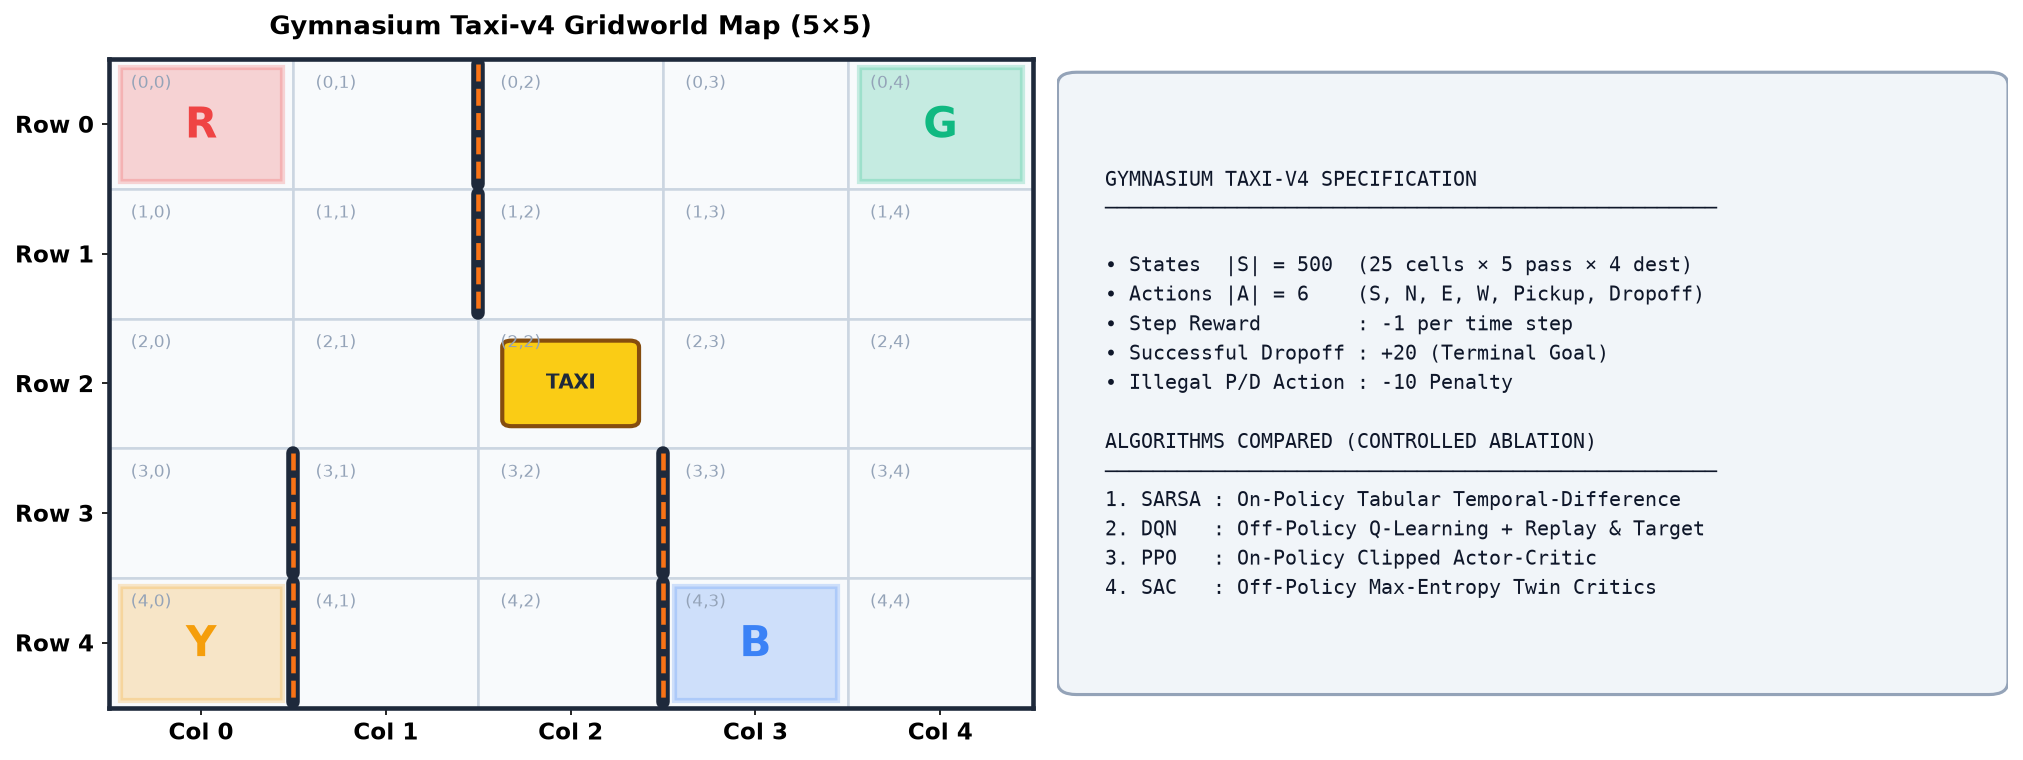 Gymnasium Taxi-v4 Gridworld Map (5×5)
Row 0
(0,0)
R
(0,1)
(0,2)
(0,3)
(0,4)
G
Row 1
(1,0)
(1,1)
(1,2)
(1,3)
(1,4)
Row 2
(2,0)
(2,1)
(2,2)
TAXI
(2,3)
(2,4)
Row 3
(3,0)
(3,1)
(3,2)
(3,3)
(3,4)
Row 4
(4,0)
Y
(4,1)
(4,2)
(4,3)
B
(4,4)
Col 0
Col 1
Col 2
Col 3
Col 4
GYMNASIUM TAXI-V4 SPECIFICATION
• States |S| = 500 (25 cells × 5 pass × 4 dest)
• Actions |A| = 6 (S, N, E, W, Pickup, Dropoff)
• Step Reward : -1 per time step
• Successful Dropoff : +20 (Terminal Goal)
• Illegal P/D Action : -10 Penalty
ALGORITHMS COMPARED (CONTROLLED ABLATION)
1. SARSA : On-Policy Tabular Temporal-Difference
2. DQN : Off-Policy Q-Learning + Replay & Target
3. PPO : On-Policy Clipped Actor-Critic
4. SAC : Off-Policy Max-Entropy Twin Critics